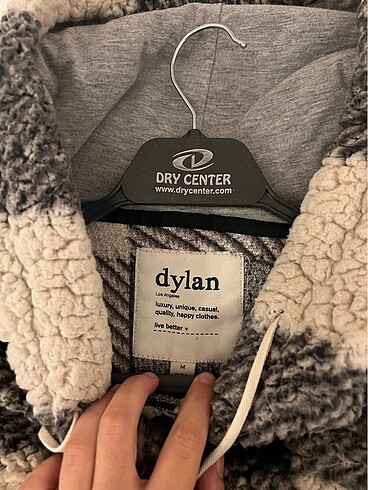 DRY CENTER
www.drycenter.com
dylan
Los Angeles
luxury, unique, casual,
quality, happy clothes.
live better ♥
M